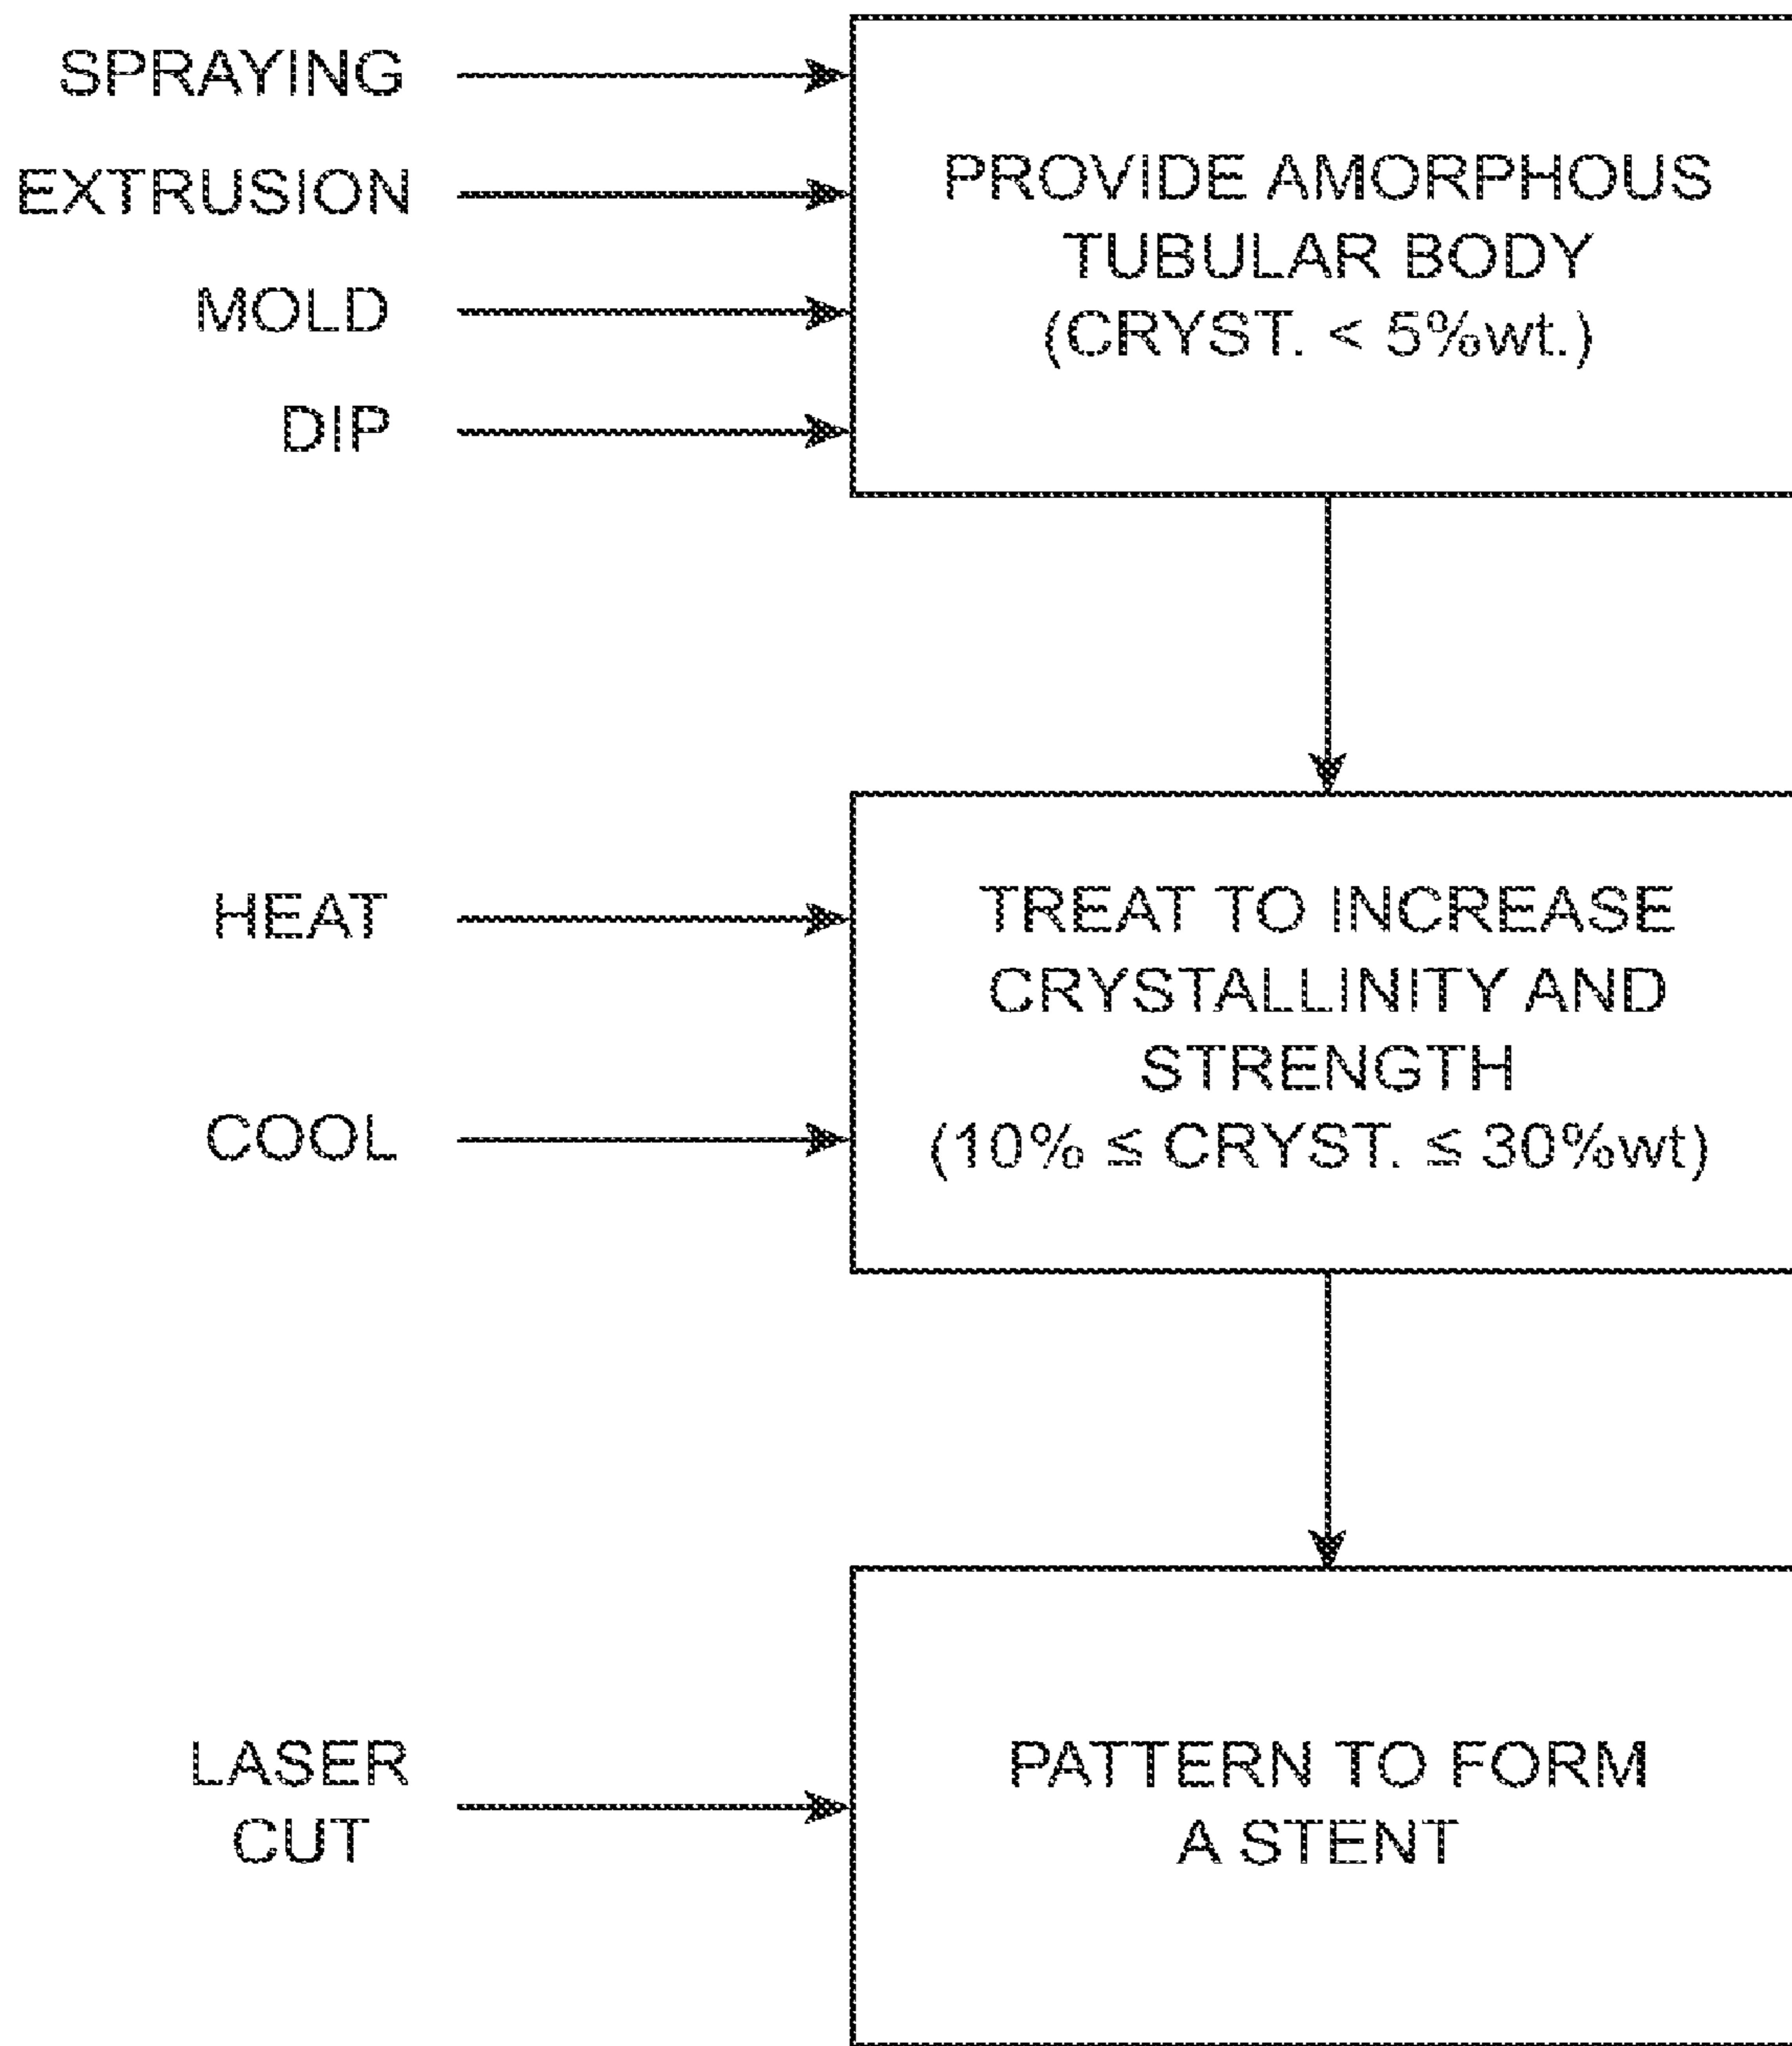 SPRAYING
EXTRUSION
MOLD
DIP
PROVIDE AMORPHOUS
TUBULAR BODY
(CRYST. < 5%wt.)
HEAT
COOL
TREAT TO INCREASE
CRYSTALLINITY AND
STRENGTH
(10% ≤ CRYST. ≤ 30%wt)
LASER
CUT
PATTERN TO FORM
A STENT